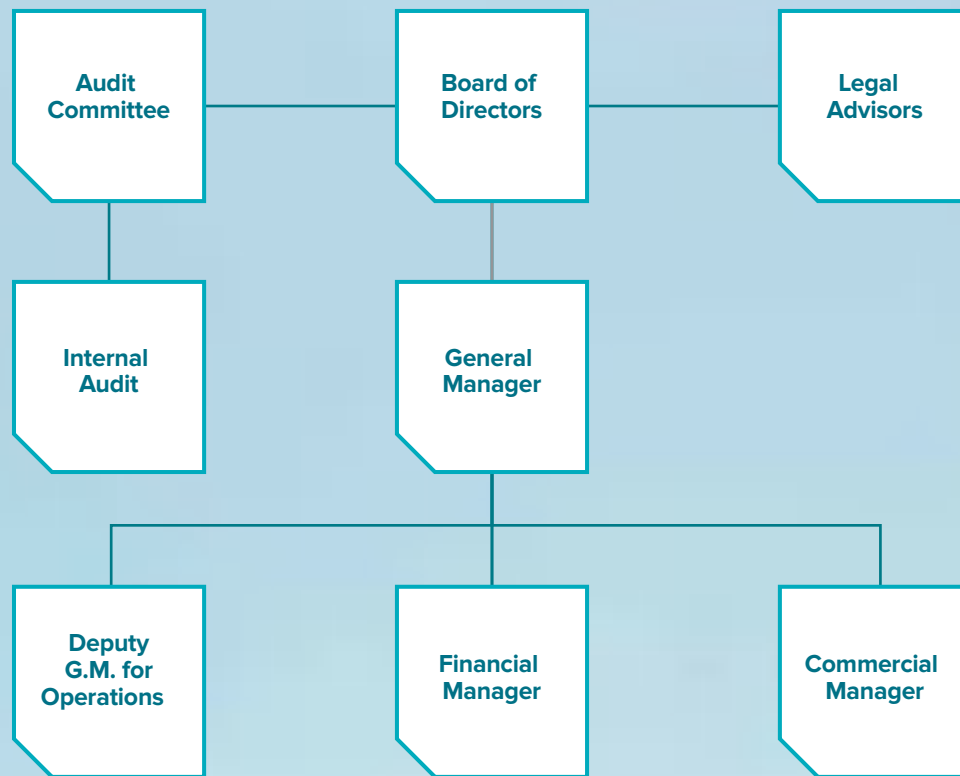 Audit
Committee
Board of
Directors
Legal
Advisors
Internal
Audit
General
Manager
Deputy
G.M. for
Operations
Financial
Manager
Commercial
Manager